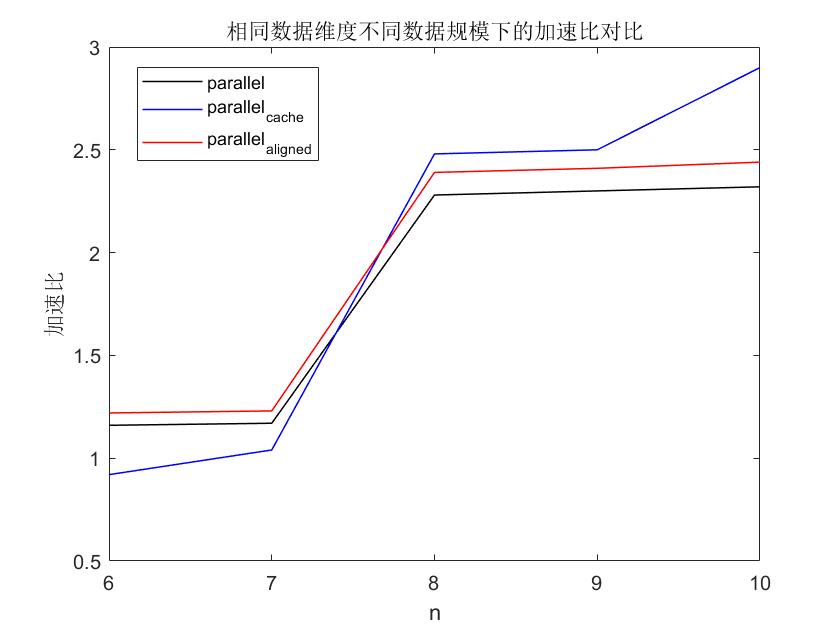 相同数据维度不同数据规模下的加速比对比
3
parallel
parallel_cache
parallel_aligned
2.5
2
加速比
1.5
1
0.5
6 7 8 9 10
n